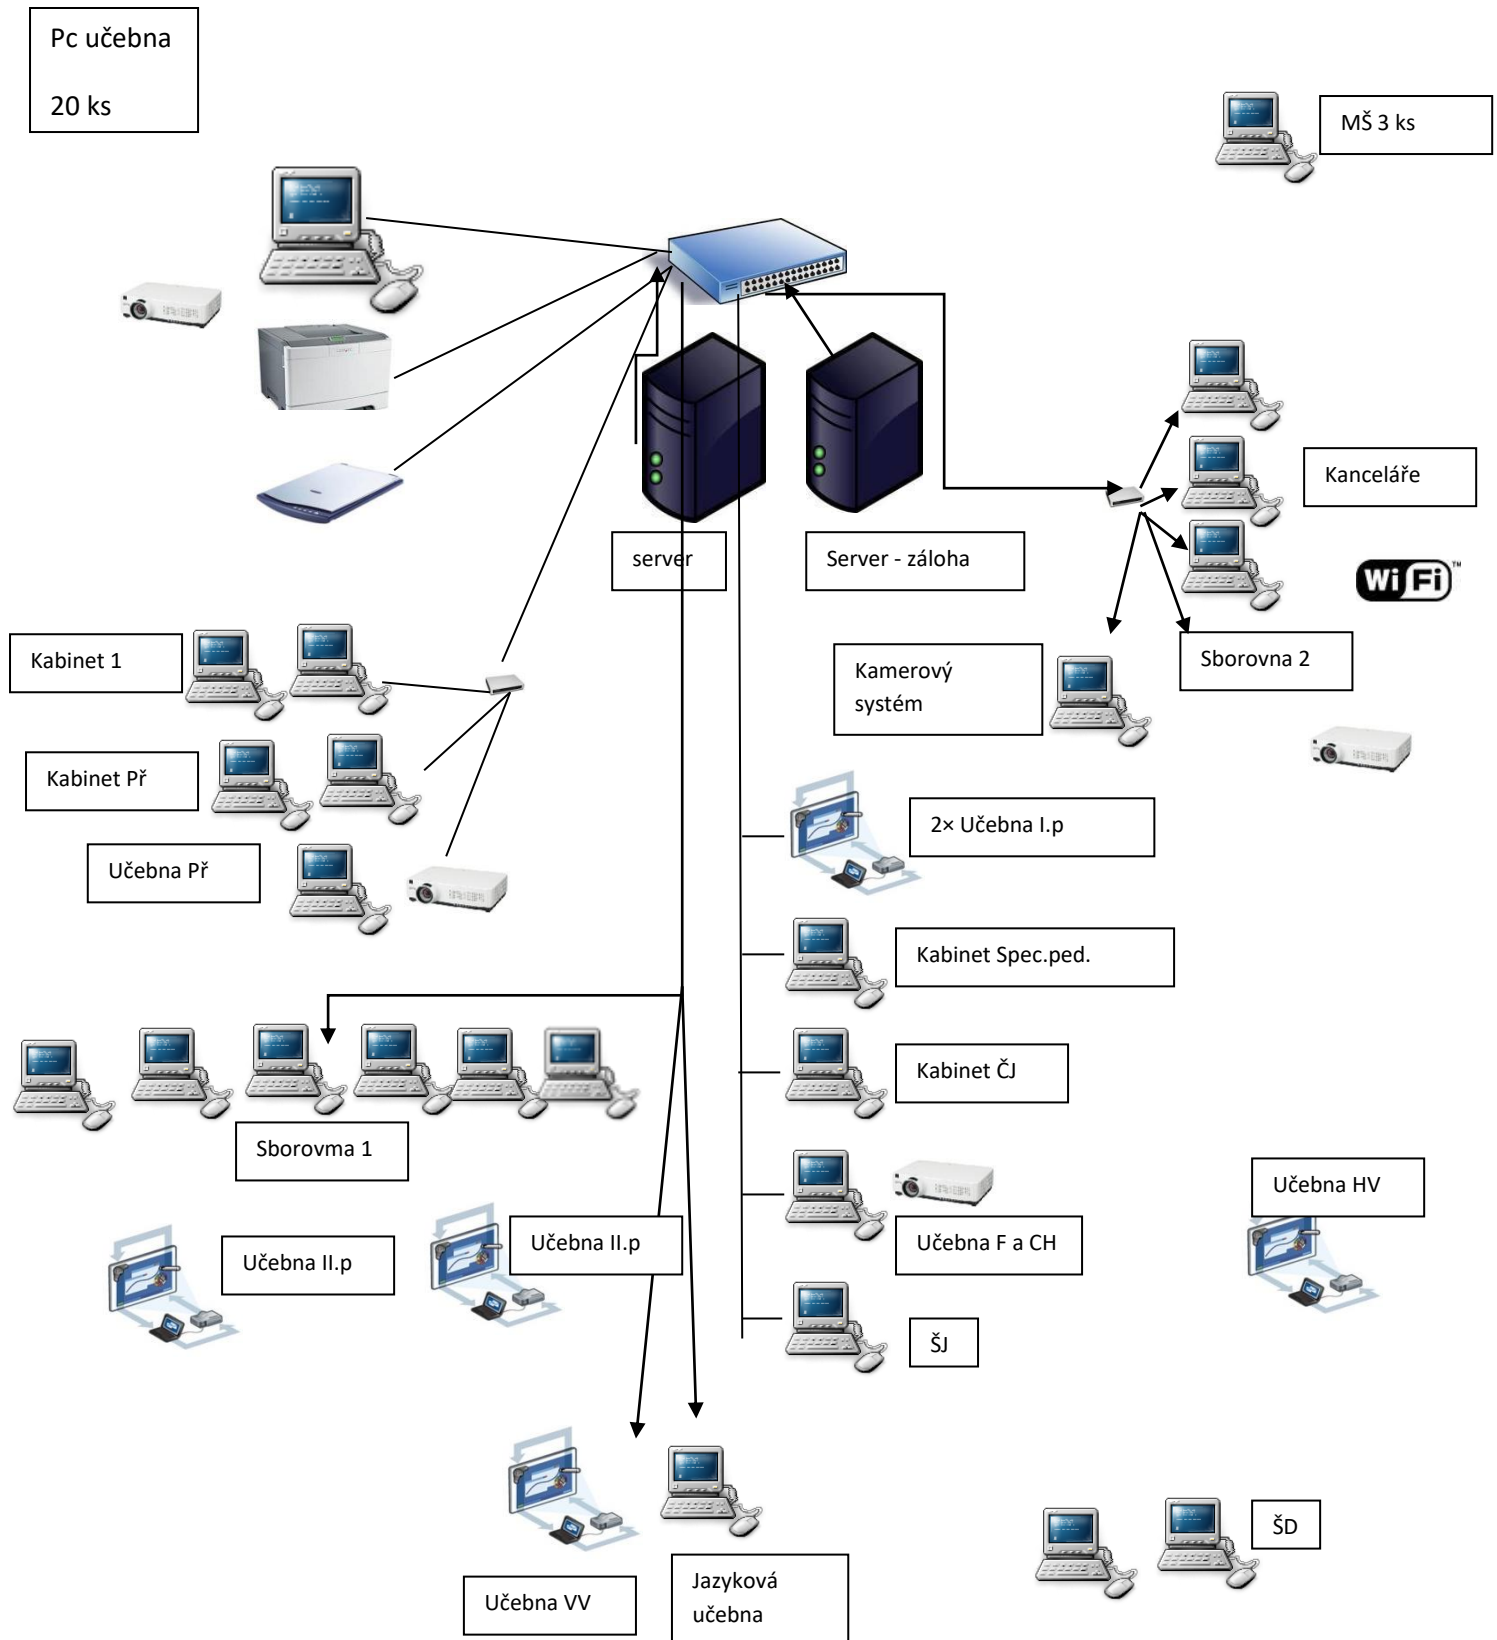 Pc učebna
20 ks
MŠ 3 ks
Kanceláře
server
Server - záloha
WiFi™
Kabinet 1
Sborovna 2
Kamerový
systém
Kabinet Př
2× Učebna I.p
Učebna Př
Kabinet Spec.ped.
Kabinet ČJ
Sborovma 1
Učebna HV
Učebna II.p
Učebna II.p
Učebna F a CH
ŠJ
ŠD
Učebna VV
Jazyková
učebna